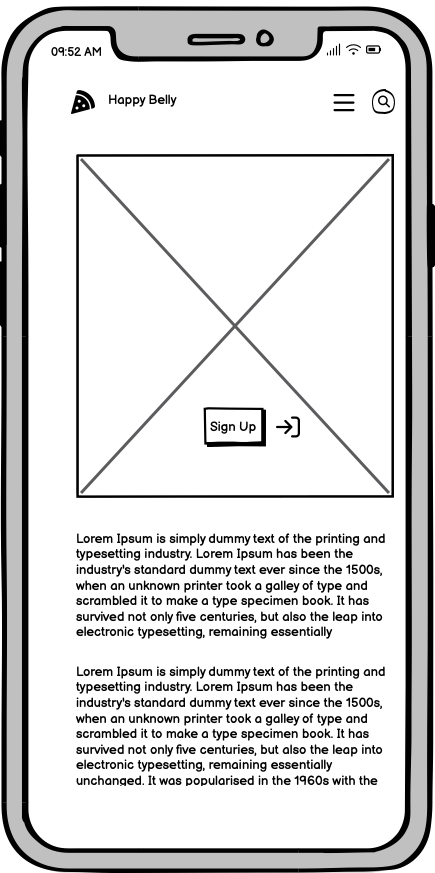 09:52 AM
Happy Belly
Sign Up
Lorem Ipsum is simply dummy text of the printing and
typesetting industry. Lorem Ipsum has been the
industry's standard dummy text ever since the 1500s,
when an unknown printer took a galley of type and
scrambled it to make a type specimen book. It has
survived not only five centuries, but also the leap into
electronic typesetting, remaining essentially
Lorem Ipsum is simply dummy text of the printing and
typesetting industry. Lorem Ipsum has been the
industry's standard dummy text ever since the 1500s,
when an unknown printer took a galley of type and
scrambled it to make a type specimen book. It has
survived not only five centuries, but also the leap into
electronic typesetting, remaining essentially
unchanged. It was popularised in the 1960s with the